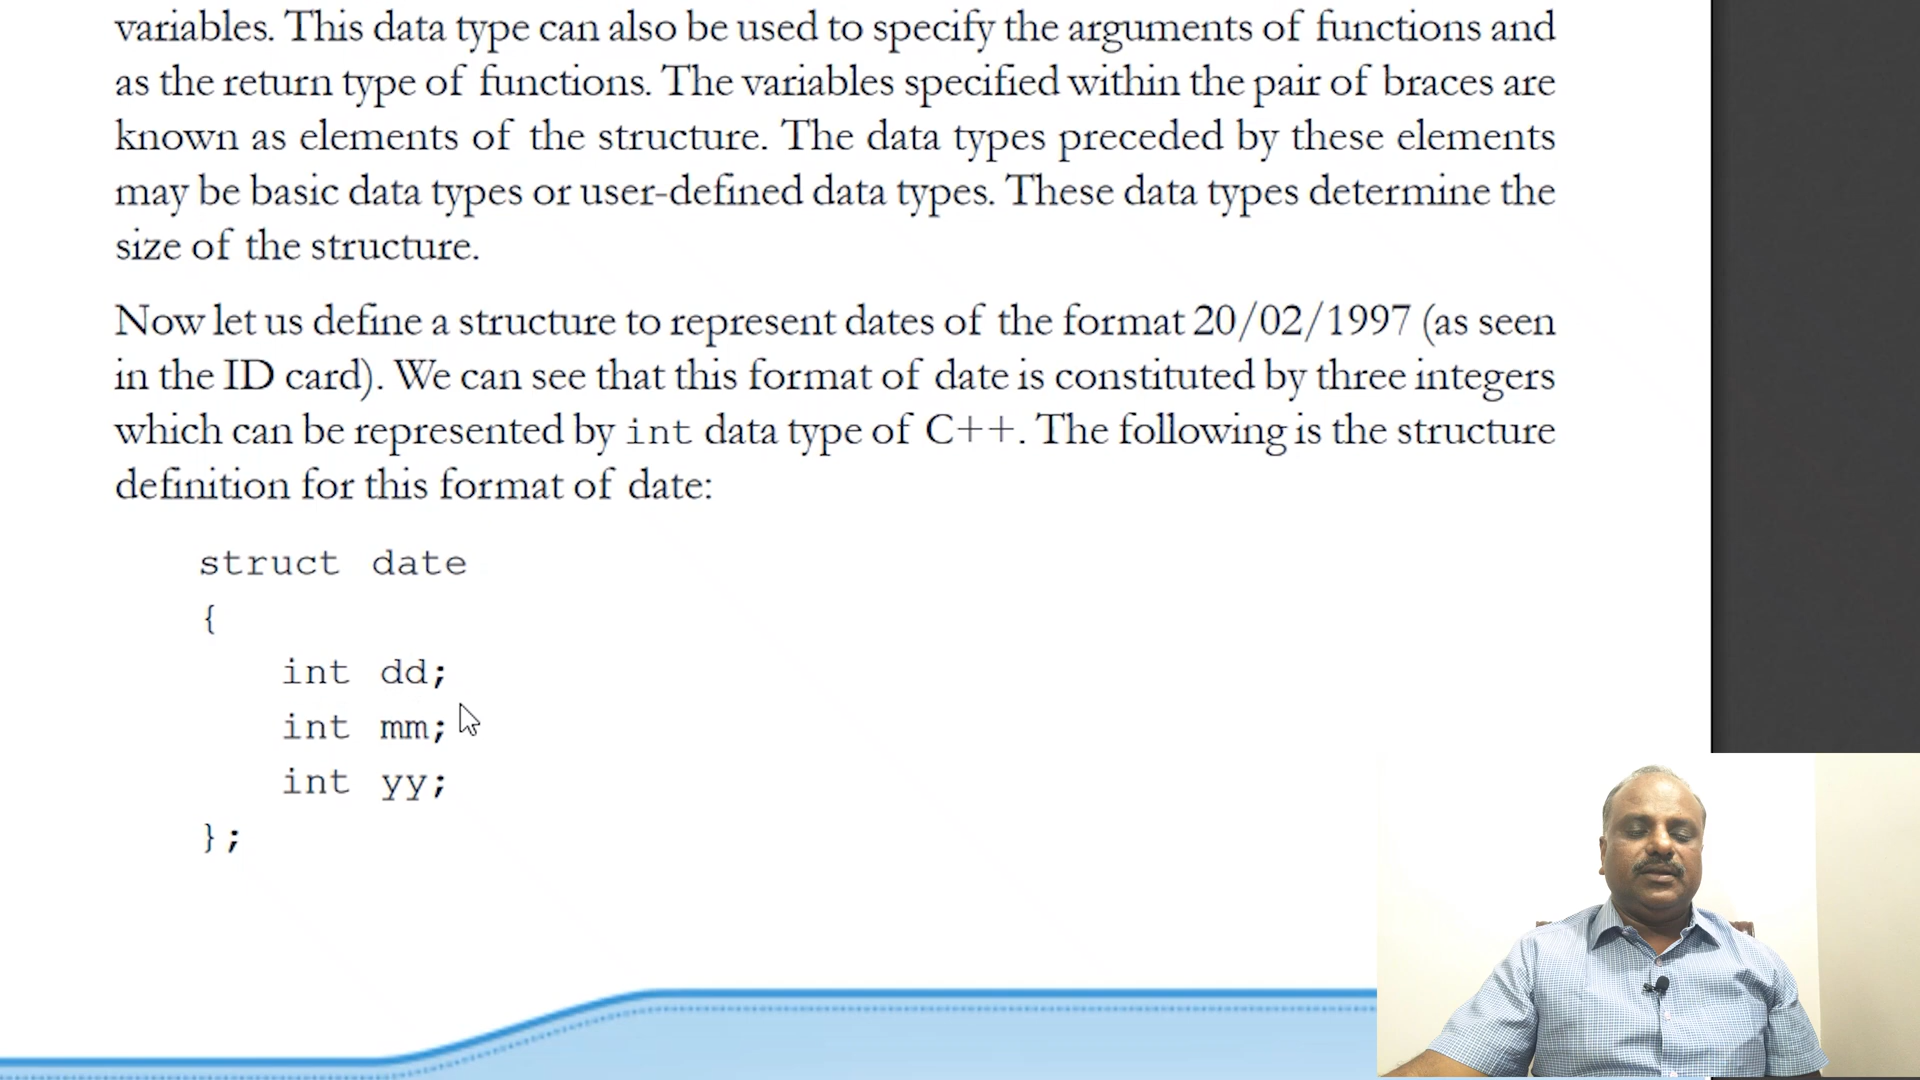 variables. This data type can also be used to specify the arguments of functions and
as the return type of functions. The variables specified within the pair of braces are
known as elements of the structure. The data types preceded by these elements
may be basic data types or user-defined data types. These data types determine the
size of the structure.
Now let us define a structure to represent dates of the format 20/02/1997 (as seen
in the ID card). We can see that this format of date is constituted by three integers
which can be represented by int data type of C++. The following is the structure
definition for this format of date:
struct date
{
int dd;
int mm;
int yy;
};